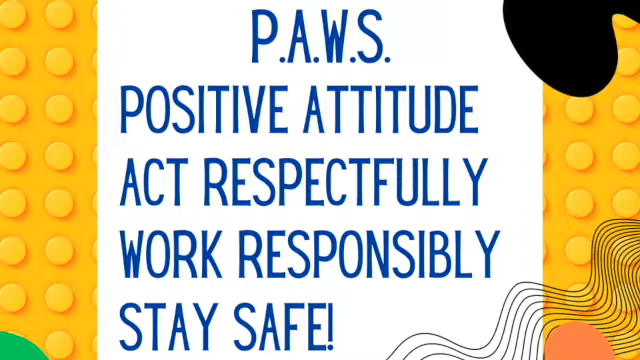 P.A.W.S.
POSITIVE ATTITUDE
ACT RESPECTFULLY
WORK RESPONSIBLY
STAY SAFE!